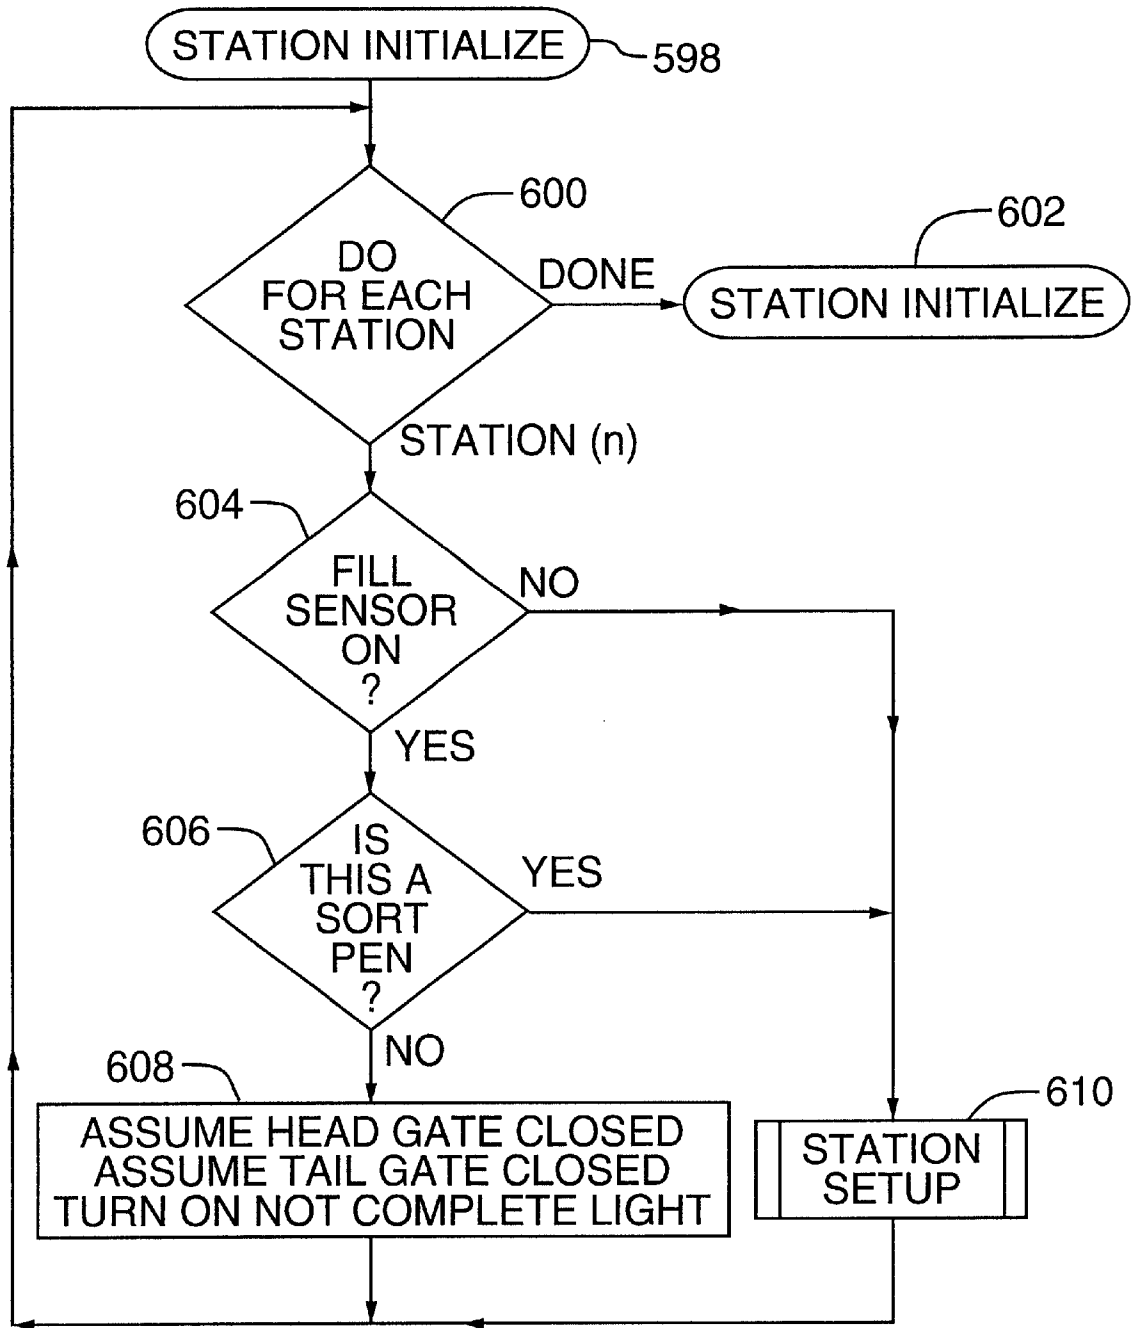 STATION INITIALIZE
598
600
DO
FOR EACH
STATION
DONE
602
STATION INITIALIZE
STATION (n)
604
FILL
SENSOR
ON
?
NO
YES
606
IS
THIS A
SORT
PEN
?
YES
NO
608
ASSUME HEAD GATE CLOSED
ASSUME TAIL GATE CLOSED
TURN ON NOT COMPLETE LIGHT
610
STATION
SETUP